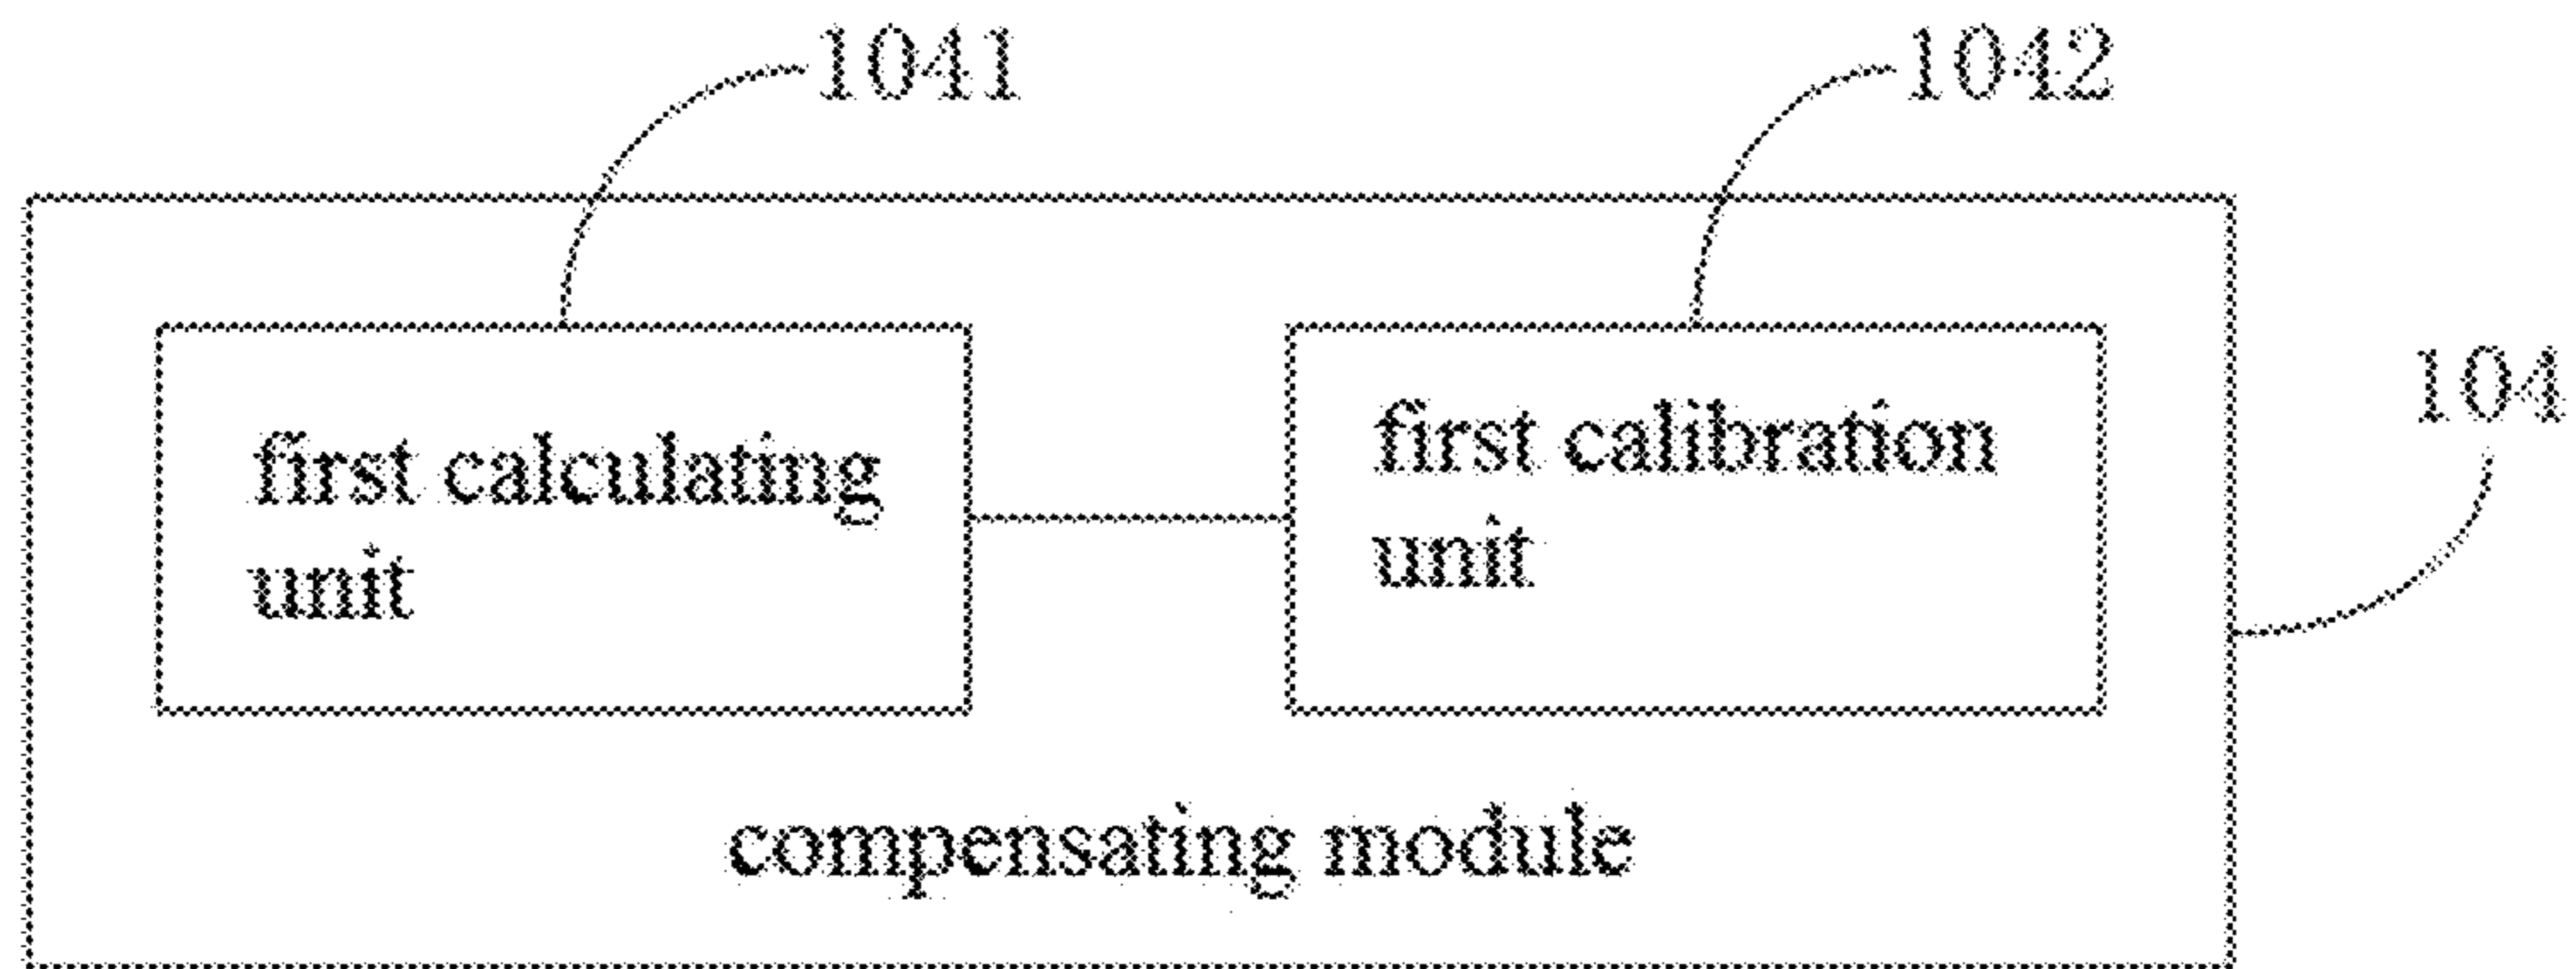 1041
1042
104
first calculating
unit
first calibration
unit
compensating module